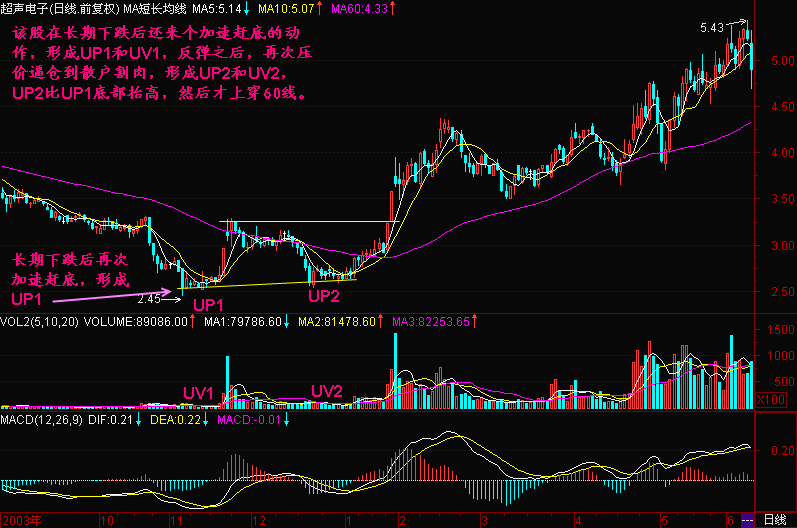 超声电子(日线.前复权) MA短长均线 MA5:5.14↓ MA10:5.07↑ MA60:4.33↑
该股在长期下跌后还来个加速赶底的动
作，形成UP1和UV1，反弹之后，再次压
价逼仓到散户割肉，形成UP2和UV2，
UP2比UP1底部抬高，然后才上穿60线。
5.43
5.00
4.50
4.00
3.50
3.00
2.50
长期下跌后再次
加速赶底，形成
UP1
2.45
UP1
UP2
VOL2(5,10,20) VOLUME:89086.00↑ MA1:79786.60↓ MA2:81478.60↑ MA3:82253.65↑
1500
1000
500
X100
UV1
UV2
MACD(12,26,9) DIF:0.21↓ DEA:0.22↓ MACD:-0.01↓
0.20
2003年 10 11 12 1 2 3 4 5 6 日线